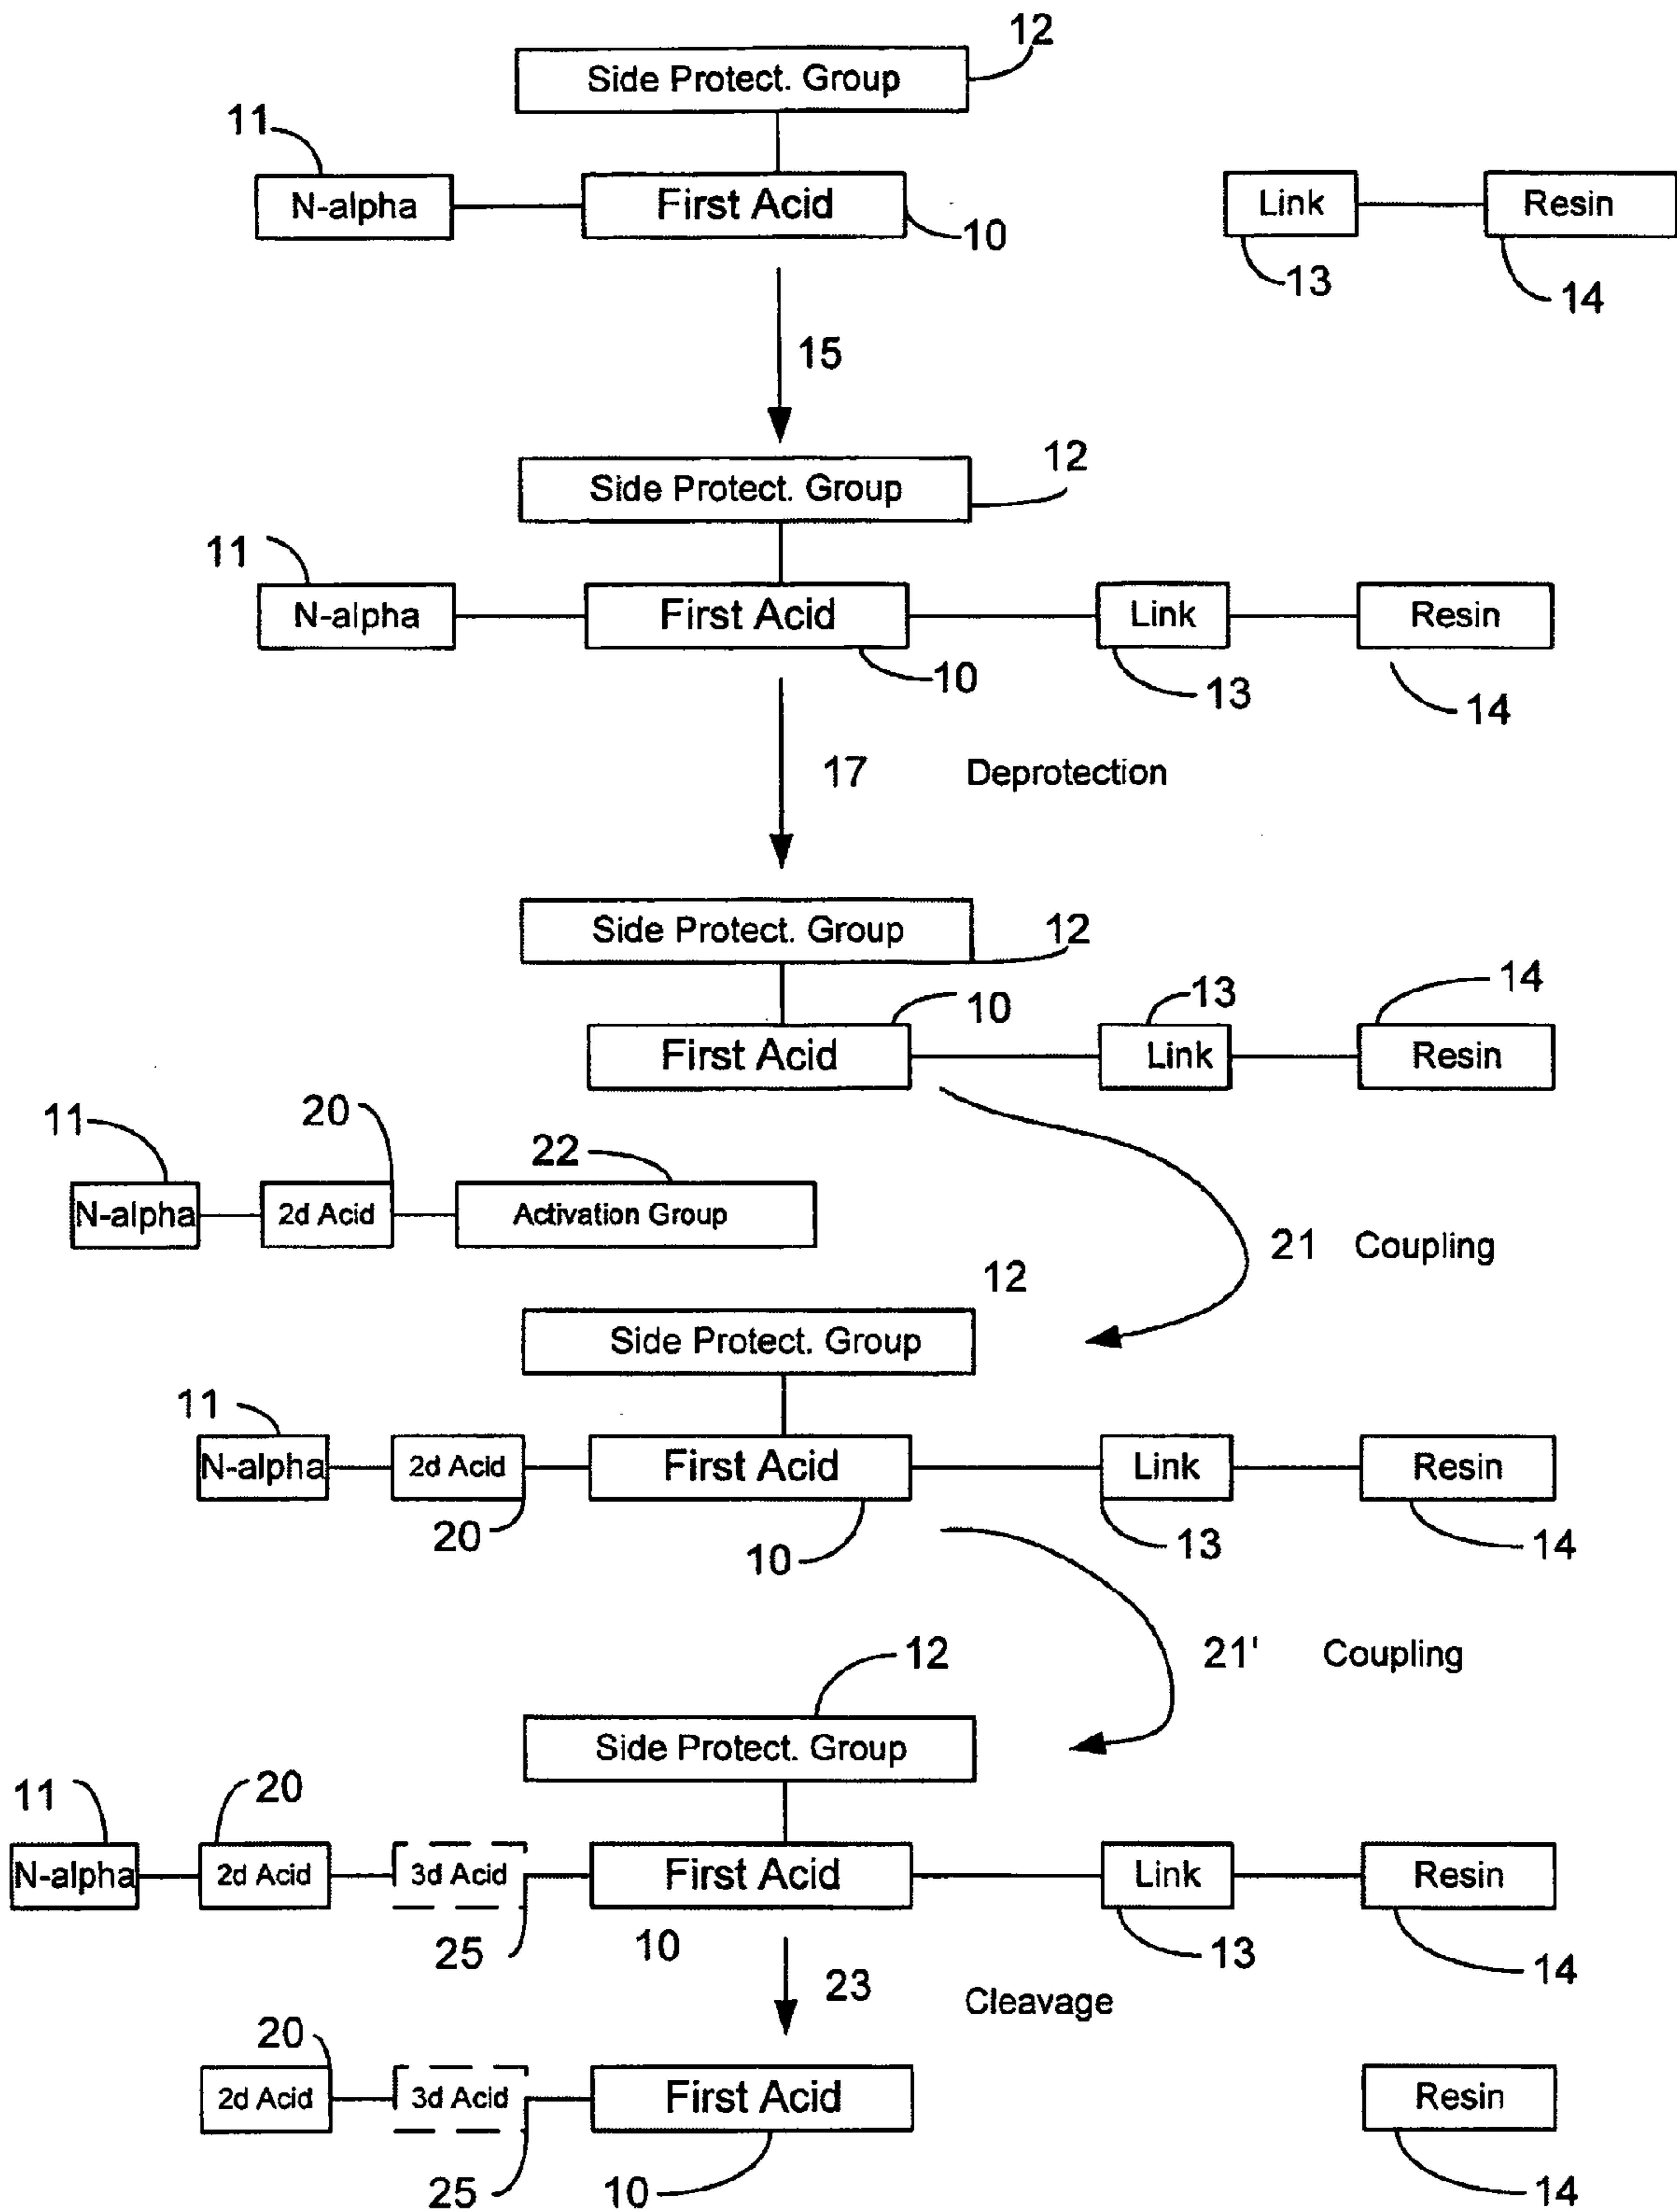 12
Side Protect. Group
11
N-alpha
First Acid
10
Link
Resin
13
14
15
12
Side Protect. Group
11
N-alpha
First Acid
Link
Resin
10
13
14
17 Deprotection
Side Protect. Group
12
10
13
14
First Acid
Link
Resin
11
20
22
N-alpha
2d Acid
Activation Group
21 Coupling
12
Side Protect. Group
11
N-alpha
2d Acid
First Acid
Link
Resin
20
10
13
14
21' Coupling
12
Side Protect. Group
11
20
N-alpha
2d Acid
3d Acid
First Acid
Link
Resin
25
10
13
14
23 Cleavage
20
2d Acid
3d Acid
First Acid
Resin
25
10
14